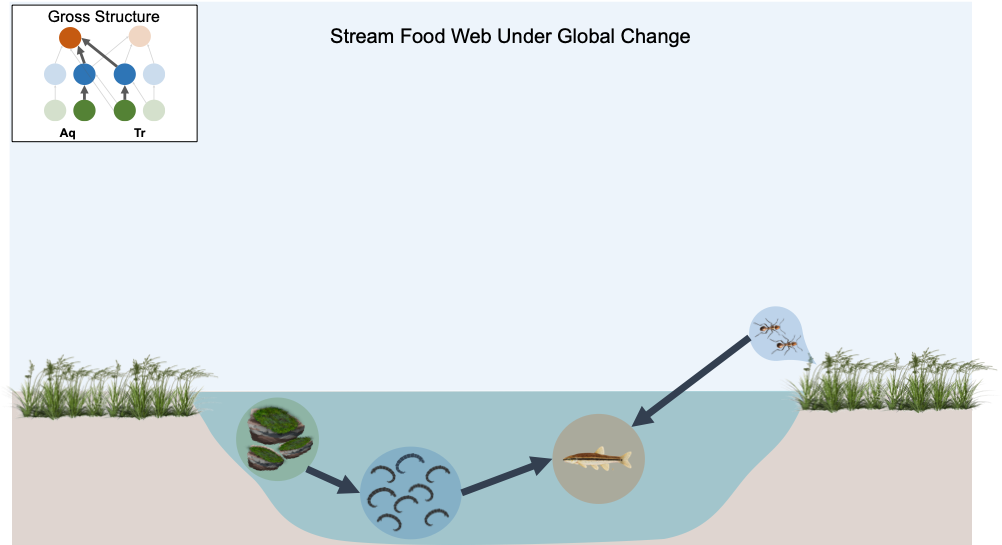 Gross Structure
Stream Food Web Under Global Change
Aq
Tr